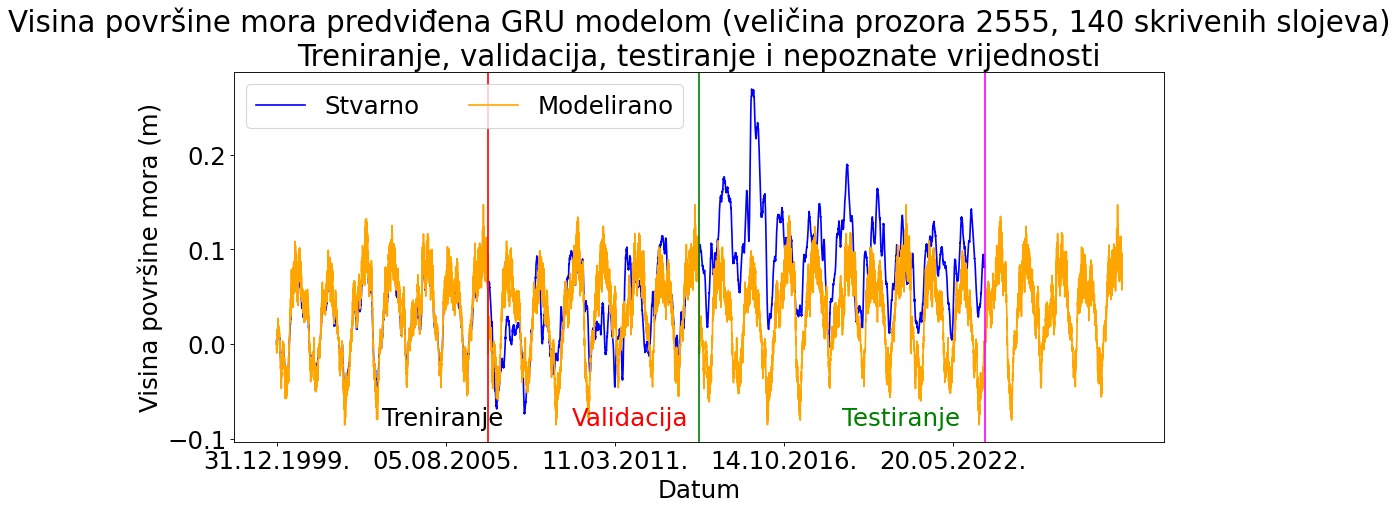 Visina površine mora predviđena GRU modelom (veličina prozora 2555, 140 skrivenih slojeva)
Treniranje, validacija, testiranje i nepoznate vrijednosti
Stvarno
Modelirano
Visina površine mora (m)
0.2
0.1
0.0
−0.1
Treniranje
Validacija
Testiranje
31.12.1999.
05.08.2005.
11.03.2011.
14.10.2016.
20.05.2022.
Datum